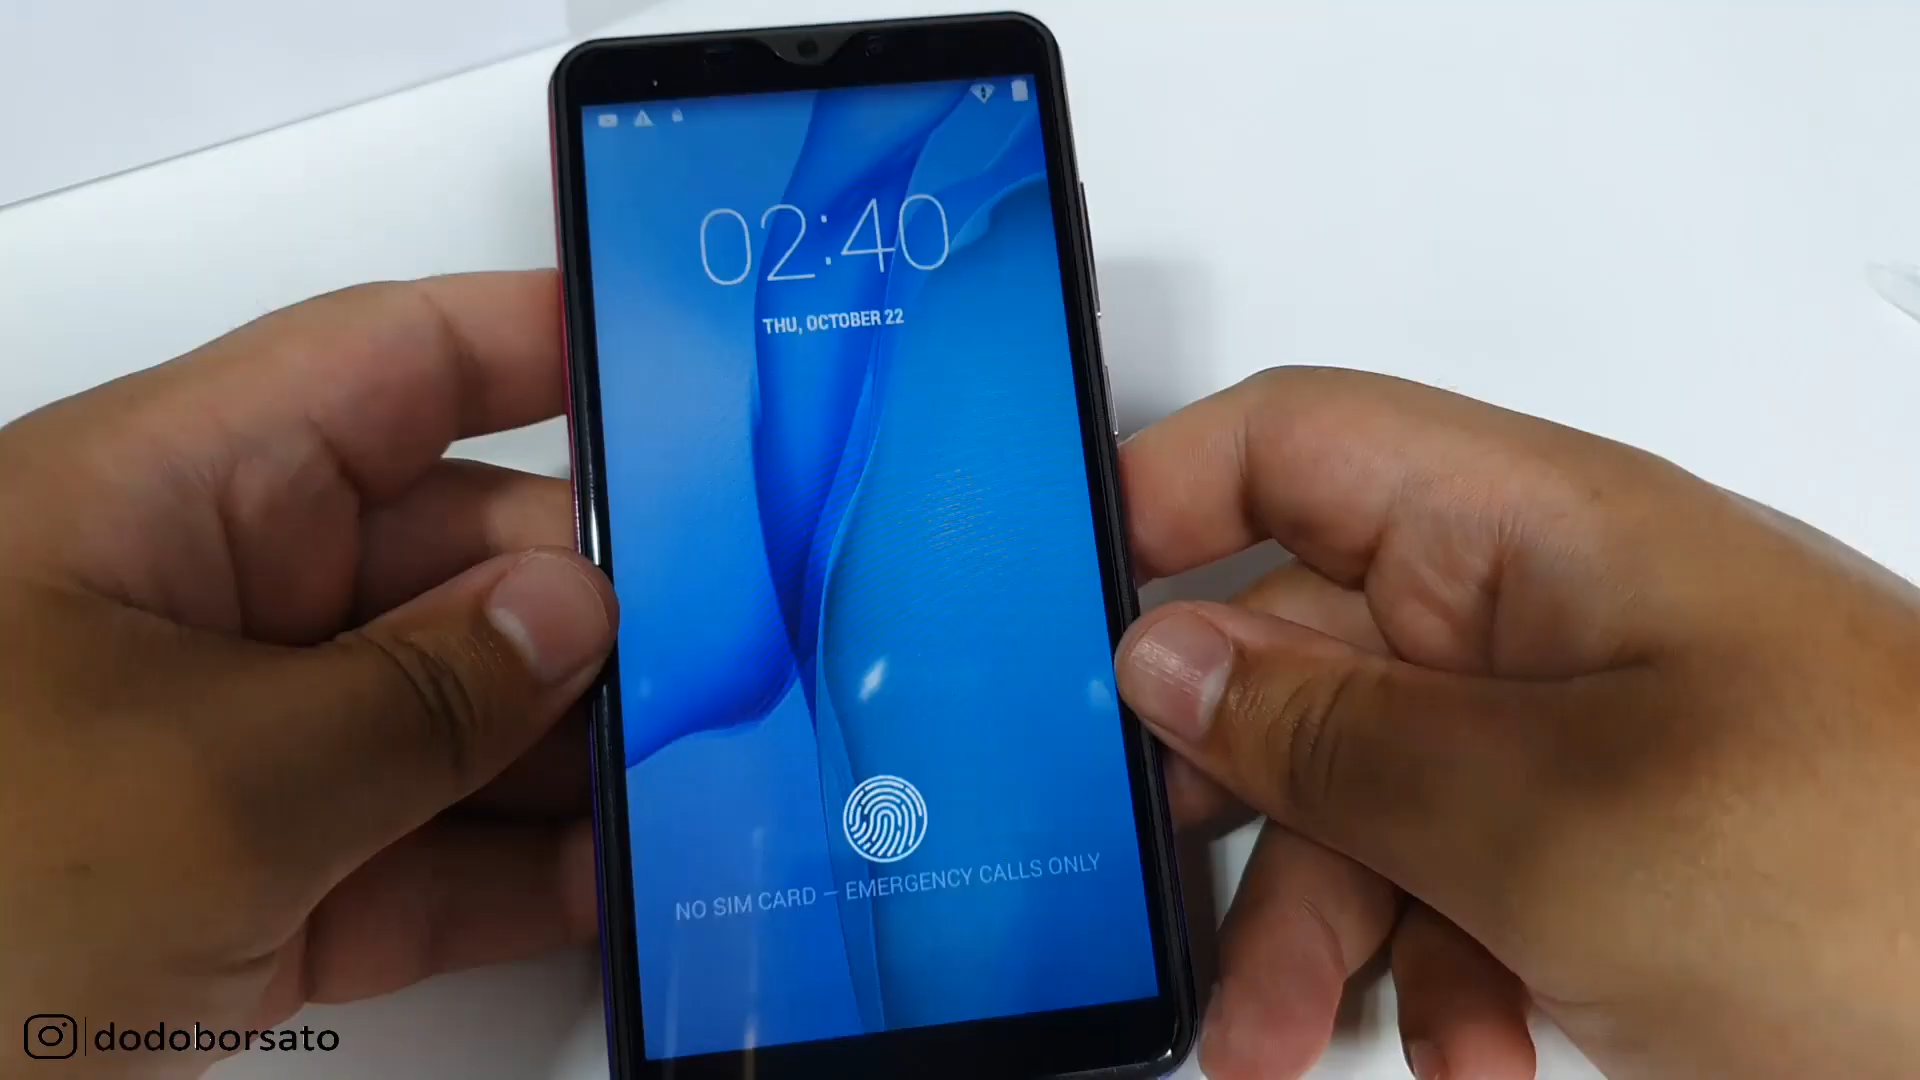 02:40
THU, OCTOBER 22
NO SIM CARD — EMERGENCY CALLS ONLY
dodoborsato